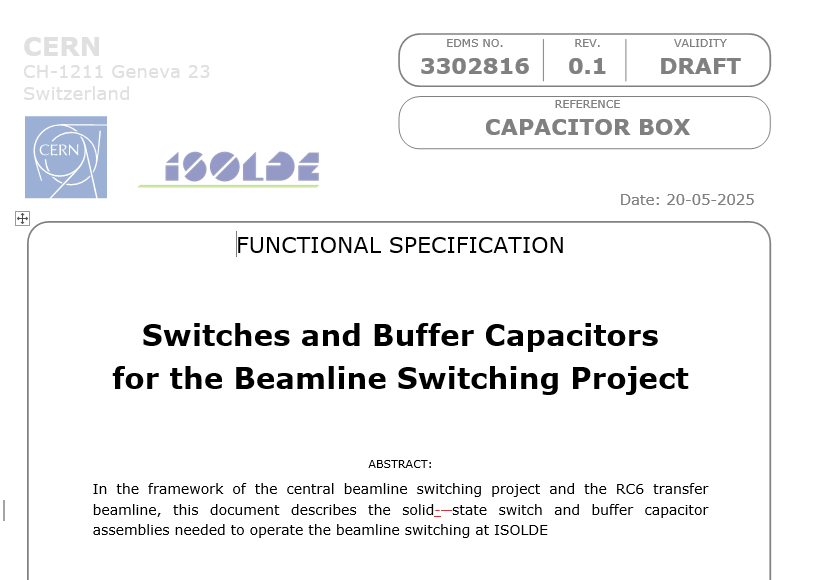 CERN
CH-1211 Geneva 23
Switzerland
EDMS NO.
REV.
VALIDITY
3302816
0.1
DRAFT
REFERENCE
CAPACITOR BOX
CERN
ISOLDE
Date: 20-05-2025
FUNCTIONAL SPECIFICATION
Switches and Buffer Capacitors
for the Beamline Switching Project
ABSTRACT:
In the framework of the central beamline switching project and the RC6 transfer
beamline, this document describes the solid-—state switch and buffer capacitor
assemblies needed to operate the beamline switching at ISOLDE